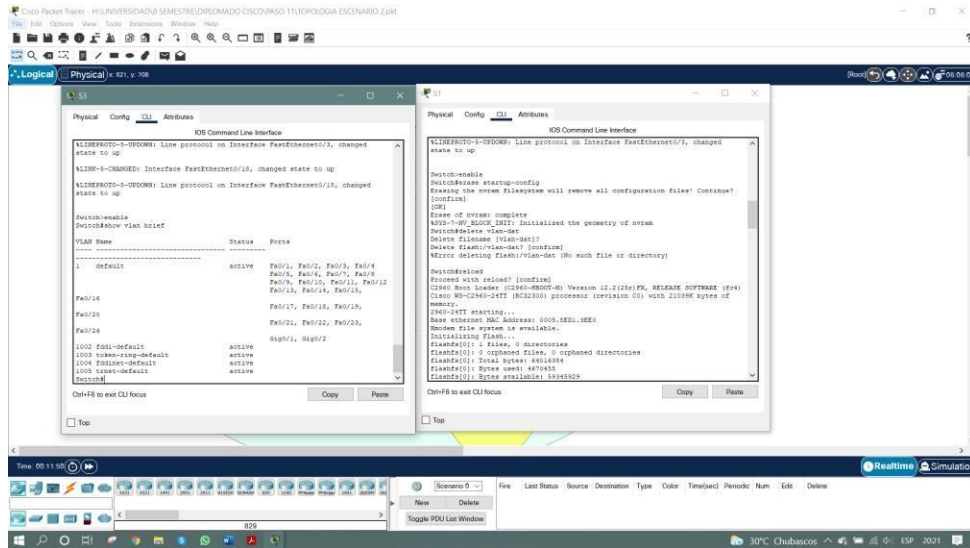 Cisco Packet Tracer - H:\UNIVERSIDAD\8 SEMESTRE\DIPLOMADO CISCO\PASO 11\TOPOLOGIA ESCENARIO 2.pkt
File Edit Options View Tools Extensions Window Help
Logical Physical x: 821, y: 708
[Root] 06:06:0
S3
Physical Config CLI Attributes
IOS Command Line Interface
%LINEPROTO-5-UPDOWN: Line protocol on Interface FastEthernet0/3, changed
state to up
%LINK-5-CHANGED: Interface FastEthernet0/18, changed state to up
%LINEPROTO-5-UPDOWN: Line protocol on Interface FastEthernet0/18, changed
state to up
Switch>enable
Switch#show vlan brief
VLAN Name Status Ports
1 default active Fa0/1, Fa0/2, Fa0/3, Fa0/4
Fa0/5, Fa0/6, Fa0/7, Fa0/8
Fa0/9, Fa0/10, Fa0/11, Fa0/12
Fa0/13, Fa0/14, Fa0/15,
Fa0/16
Fa0/17, Fa0/18, Fa0/19,
Fa0/20
Fa0/21, Fa0/22, Fa0/23,
Fa0/24
Gig0/1, Gig0/2
1002 fddi-default active
1003 token-ring-default active
1004 fddinet-default active
1005 trnet-default active
Switch#
Ctrl+F6 to exit CLI focus
Copy Paste
Top
S1
Physical Config CLI Attributes
IOS Command Line Interface
%LINEPROTO-5-UPDOWN: Line protocol on Interface FastEthernet0/3, changed
state to up
Switch>enable
Switch#erase startup-config
Erasing the nvram filesystem will remove all configuration files! Continue?
[confirm]
[OK]
Erase of nvram: complete
%SYS-7-NV_BLOCK_INIT: Initialized the geometry of nvram
Switch#delete vlan-dat
Delete filename [vlan-dat]?
Delete flash:/vlan-dat? [confirm]
%Error deleting flash:/vlan-dat (No such file or directory)
Switch#reload
Proceed with reload? [confirm]
C2960 Boot Loader (C2960-HBOOT-M) Version 12.2(25r)FX, RELEASE SOFTWARE (fc4)
Cisco WS-C2960-24TT (RC32300) processor (revision C0) with 21039K bytes of
memory.
2960-24TT starting...
Base ethernet MAC Address: 0005.5ED1.3EE0
Xmodem file system is available.
Initializing Flash...
flashfs[0]: 1 files, 0 directories
flashfs[0]: 0 orphaned files, 0 orphaned directories
flashfs[0]: Total bytes: 64016384
flashfs[0]: Bytes used: 4670455
flashfs[0]: Bytes available: 59345929
Ctrl+F6 to exit CLI focus
Copy Paste
Top
Time: 00:11:50
Realtime Simulatio
Scenario 0
New Delete
Toggle PDU List Window
Fire Last Status Source Destination Type Color Time(sec) Periodic Num Edit Delete
829
30°C Chubascos ESP 2021